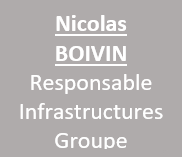 Nicolas
BOIVIN
Responsable
Infrastructures
Groupe